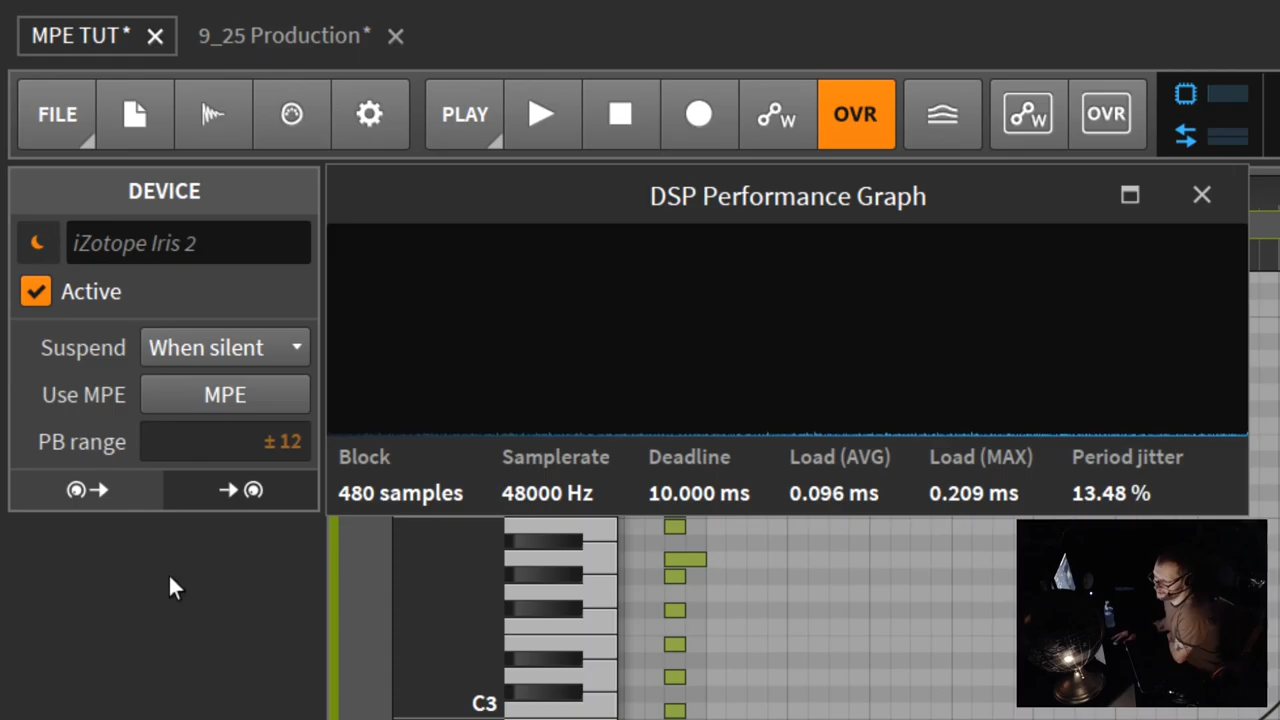 MPE TUT*
9_25 Production*
FILE
PLAY
OVR
W
W
OVR
DEVICE
DSP Performance Graph
iZotope Iris 2
Active
Suspend When silent
Use MPE MPE
PB range ± 12
Block Samplerate Deadline Load (AVG) Load (MAX) Period jitter
480 samples 48000 Hz 10.000 ms 0.096 ms 0.209 ms 13.48 %
C3